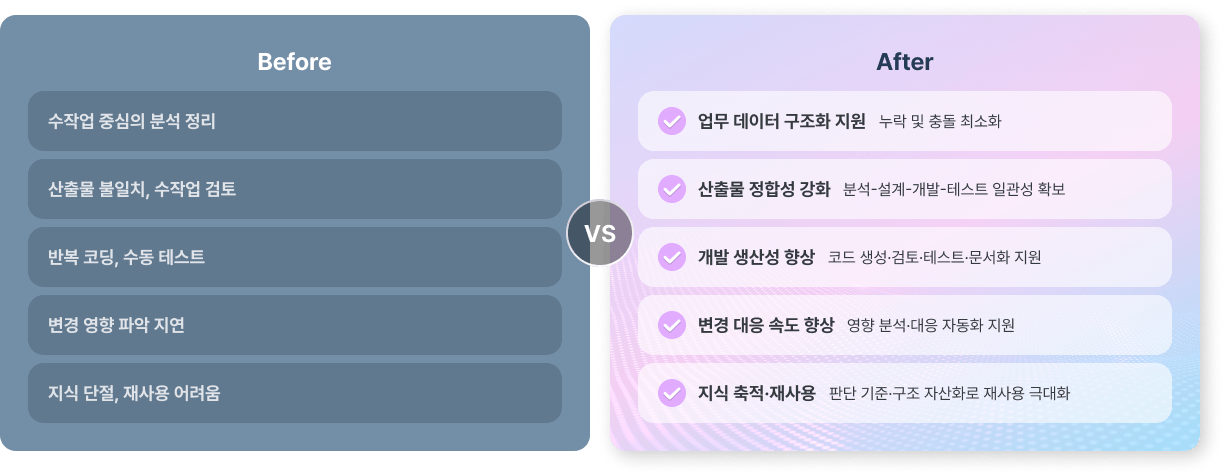 Before
수작업 중심의 분석 정리
산출물 불일치, 수작업 검토
반복 코딩, 수동 테스트
변경 영향 파악 지연
지식 단절, 재사용 어려움
VS
After
업무 데이터 구조화 지원 누락 및 충돌 최소화
산출물 정합성 강화 분석-설계-개발-테스트 일관성 확보
개발 생산성 향상 코드 생성·검토·테스트·문서화 지원
변경 대응 속도 향상 영향 분석·대응 자동화 지원
지식 축적·재사용 판단 기준·구조 자산화로 재사용 극대화